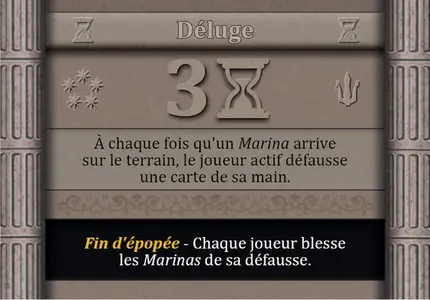 Déluge
3
À chaque fois qu'un Marina arrive
sur le terrain, le joueur actif défausse
une carte de sa main.
Fin d'épopée - Chaque joueur blesse
les Marinas de sa défausse.